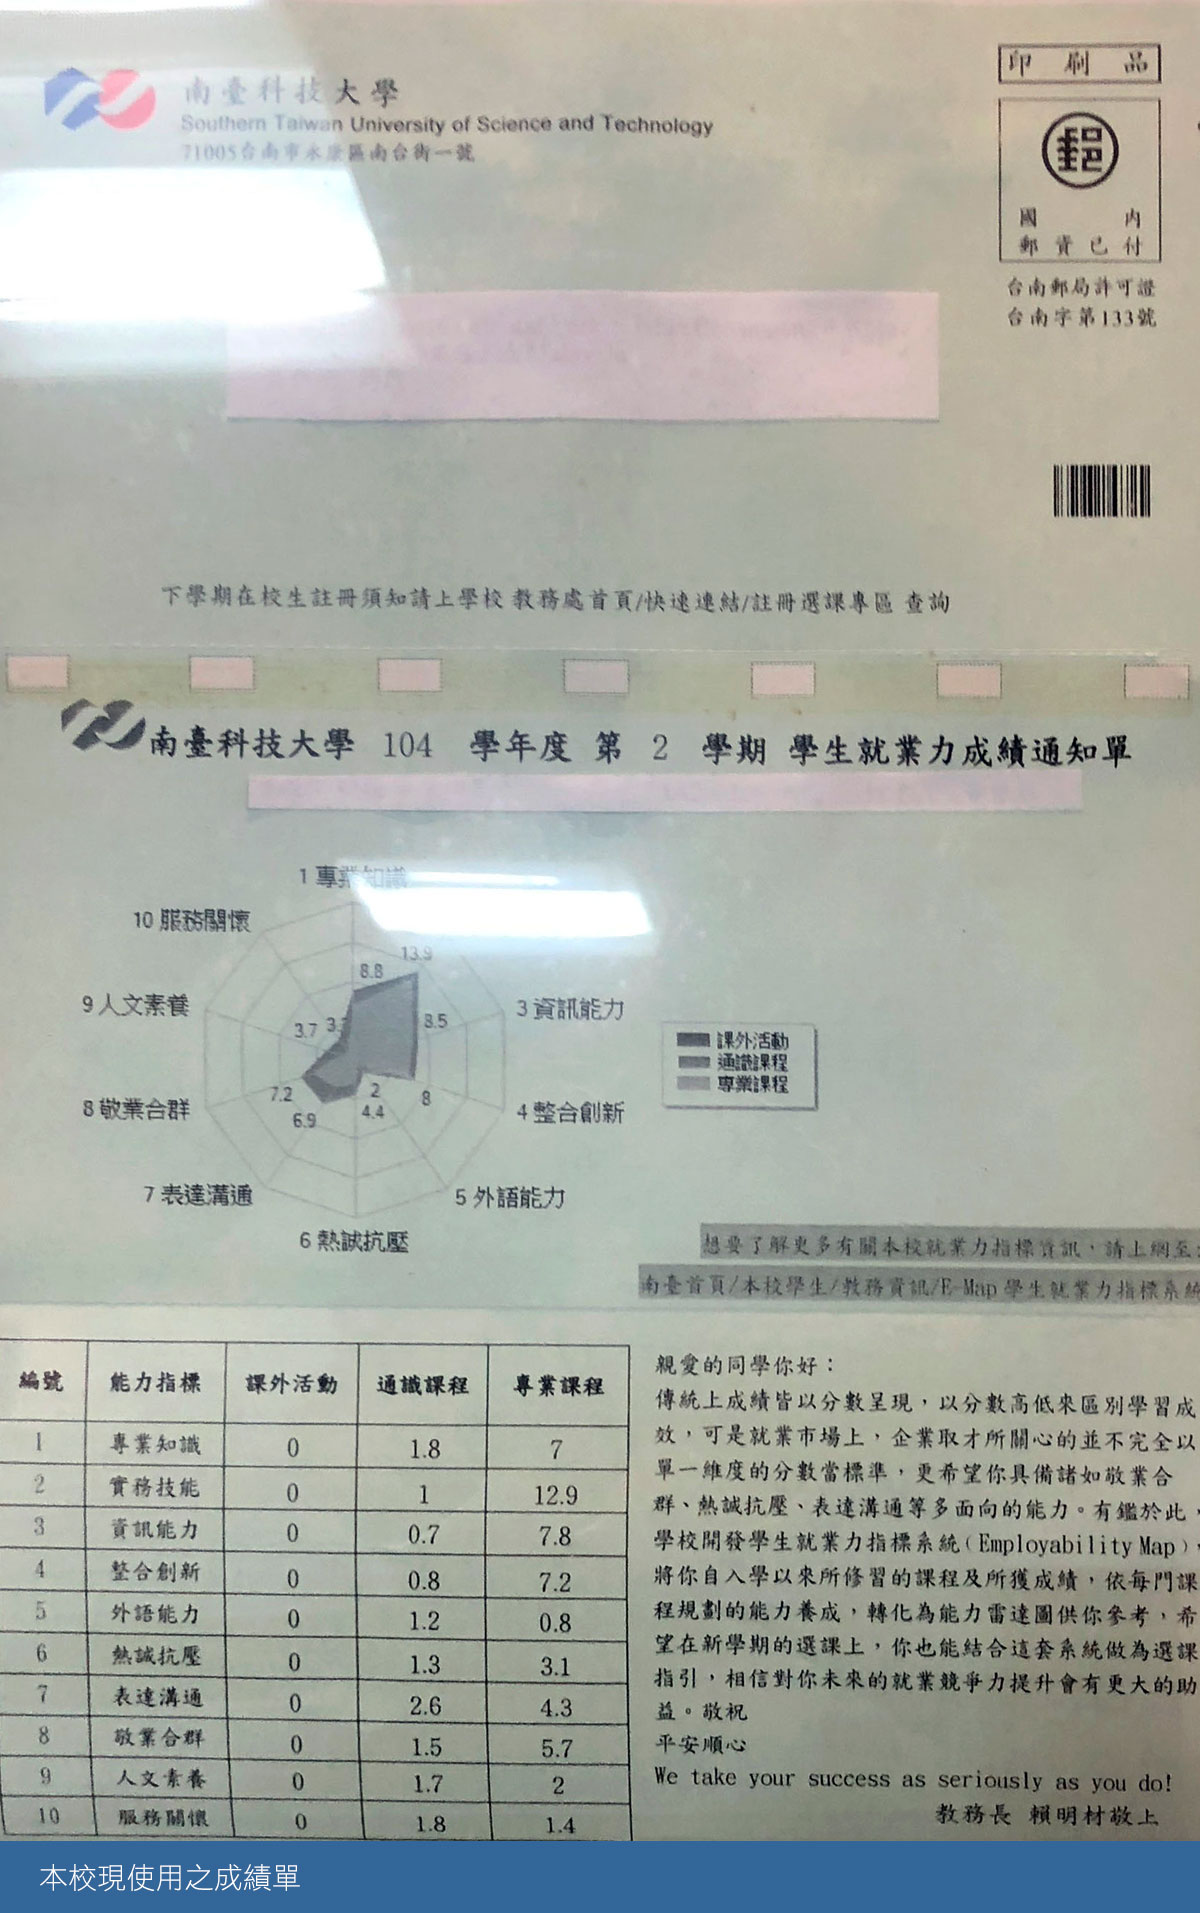 南臺科技大學
Southern Taiwan University of Science and Technology
71005台南市永康區南台街一號
印刷品
郵
國內
郵資已付
台南郵局許可證
台南字第133號
下學期在校生註冊須知請上學校 教務處首頁/快速連結/註冊選課專區 查詢
南臺科技大學 104 學年度 第 2 學期 學生就業力成績通知單
1 專業知識
10 服務關懷
13.9
8.8
9 人文素養
3 資訊能力
3.7
8.5
課外活動
通識課程
專業課程
7.2
2
8
8 敬業合群
4 整合創新
6.9
4.4
7 表達溝通
5 外語能力
6 熱誠抗壓
想要了解更多有關本校就業力指標資訊，請上網至:
南臺首頁/本校學生/教務資訊/E-Map 學生就業力指標系統
編號 能力指標 課外活動 通識課程 專業課程
1 專業知識 0 1.8 7
2 實務技能 0 1 12.9
3 資訊能力 0 0.7 7.8
4 整合創新 0 0.8 7.2
5 外語能力 0 1.2 0.8
6 熱誠抗壓 0 1.3 3.1
7 表達溝通 0 2.6 4.3
8 敬業合群 0 1.5 5.7
9 人文素養 0 1.7 2
10 服務關懷 0 1.8 1.4
親愛的同學你好：
傳統上成績皆以分數呈現，以分數高低來區別學習成
效，可是就業市場上，企業取才所關心的並不完全以
單一維度的分數當標準，更希望你具備諸如敬業合
群、熱誠抗壓、表達溝通等多面向的能力。有鑑於此，
學校開發學生就業力指標系統(Employability Map)，
將你自入學以來所修習的課程及所獲成績，依每門課
程規劃的能力養成，轉化為能力雷達圖供你參考，希
望在新學期的選課上，你也能結合這套系統做為選課
指引，相信對你未來的就業競爭力提升會有更大的助
益。敬祝
平安順心
We take your success as seriously as you do!
教務長 賴明材敬上
本校現使用之成績單